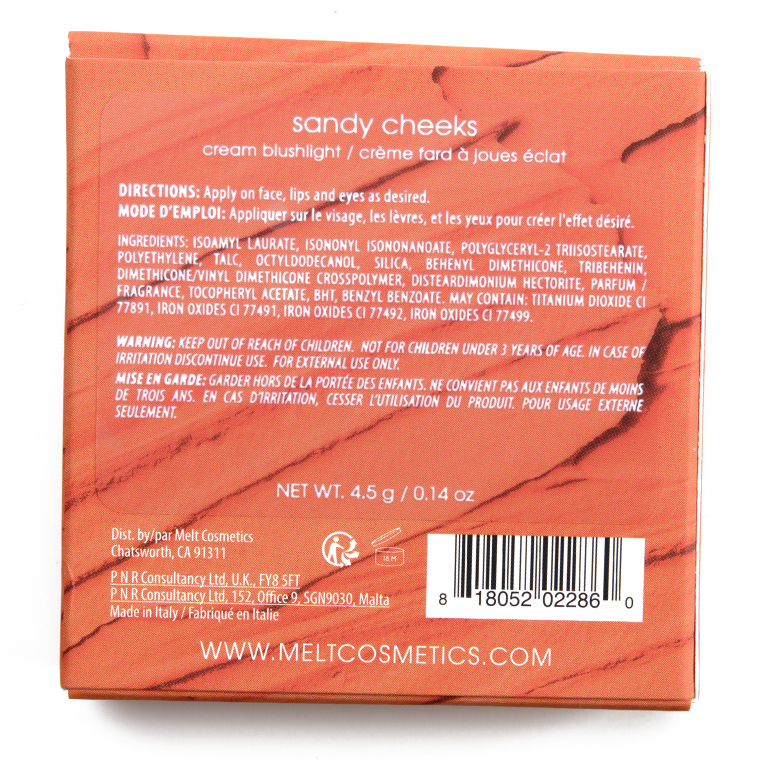 sandy cheeks
cream blushlight / crème fard à joues éclat
DIRECTIONS: Apply on face, lips and eyes as desired.
MODE D'EMPLOI: Appliquer sur le visage, les lèvres, et les yeux pour créer l'effet désiré.
INGREDIENTS: ISOAMYL LAURATE, ISONONYL ISONONANOATE, POLYGLYCERYL-2 TRIISOSTEARATE,
POLYETHYLENE, TALC, OCTYLDODECANOL, SILICA, BEHENYL DIMETHICONE, TRIBEHENIN,
DIMETHICONE/VINYL DIMETHICONE CROSSPOLYMER, DISTEARDIMONIUM HECTORITE, PARFUM /
FRAGRANCE, TOCOPHERYL ACETATE, BHT, BENZYL BENZOATE. MAY CONTAIN: TITANIUM DIOXIDE CI
77891, IRON OXIDES CI 77491, IRON OXIDES CI 77492, IRON OXIDES CI 77499.
WARNING: KEEP OUT OF REACH OF CHILDREN. NOT FOR CHILDREN UNDER 3 YEARS OF AGE. IN CASE OF
IRRITATION DISCONTINUE USE. FOR EXTERNAL USE ONLY.
MISE EN GARDE: GARDER HORS DE LA PORTÉE DES ENFANTS. NE CONVIENT PAS AUX ENFANTS DE MOINS
DE TROIS ANS. EN CAS D'IRRITATION, CESSER L'UTILISATION DU PRODUIT. POUR USAGE EXTERNE
SEULEMENT.
NET WT. 4.5 g / 0.14 oz
Dist. by/par Melt Cosmetics
Chatsworth, CA 91311
P N R Consultancy Ltd, U.K., FY8 5FT
P N R Consultancy Ltd, 152, Office 9, SGN9030, Malta
Made in Italy / Fabriqué en Italie
18 M
8 18052 02286 0
WWW.MELTCOSMETICS.COM